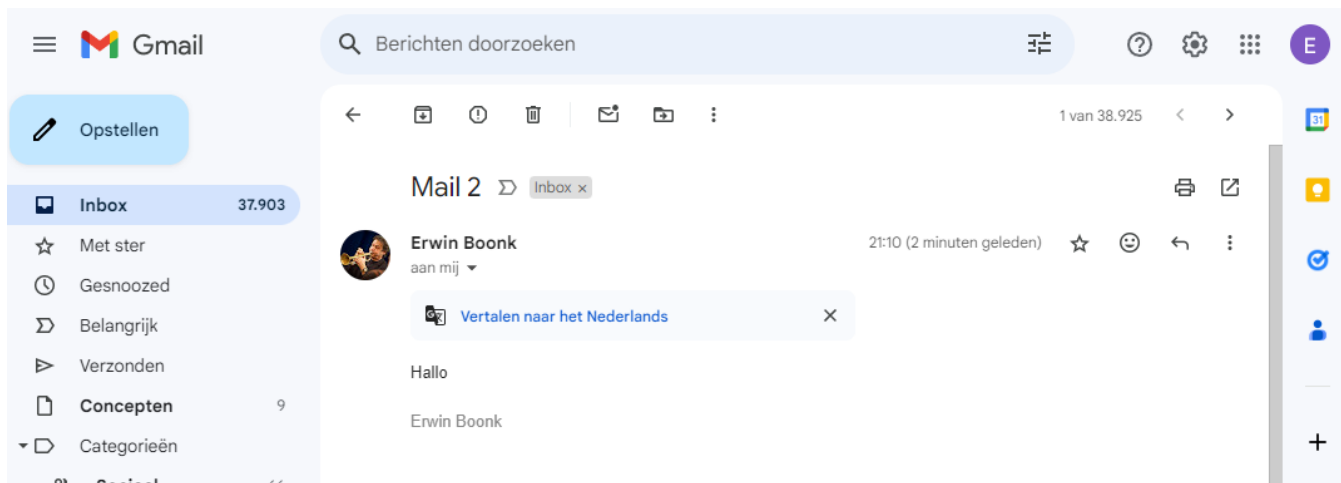 Gmail
Berichten doorzoeken
E
Opstellen
1 van 38.925
31
Mail 2 Inbox ×
Inbox 37.903
Erwin Boonk 21:10 (2 minuten geleden)
aan mij
Met ster
Gesnoozed
Vertalen naar het Nederlands
Belangrijk
Verzonden
Hallo
Concepten 9
Erwin Boonk
Categorieën